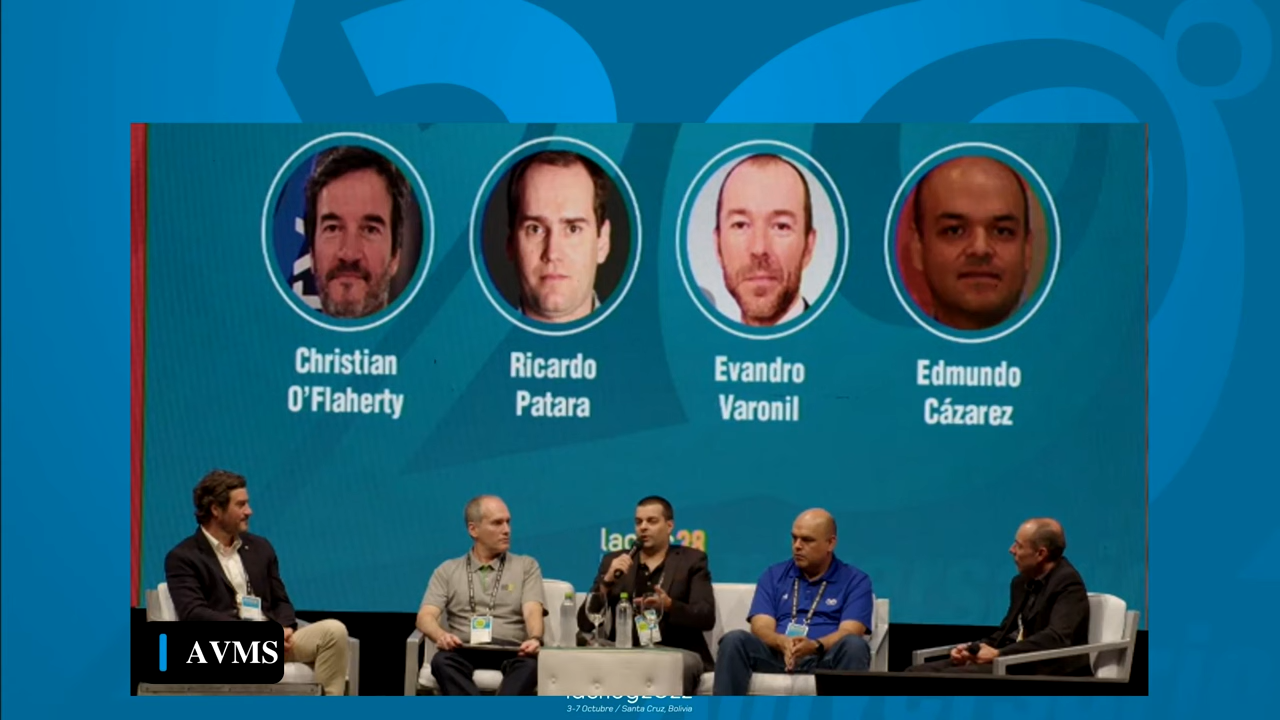 Christian
O'Flaherty
Ricardo
Patara
Evandro
Varonil
Edmundo
Cázarez
AVMS
3-7 Octubre / Santa Cruz, Bolivia